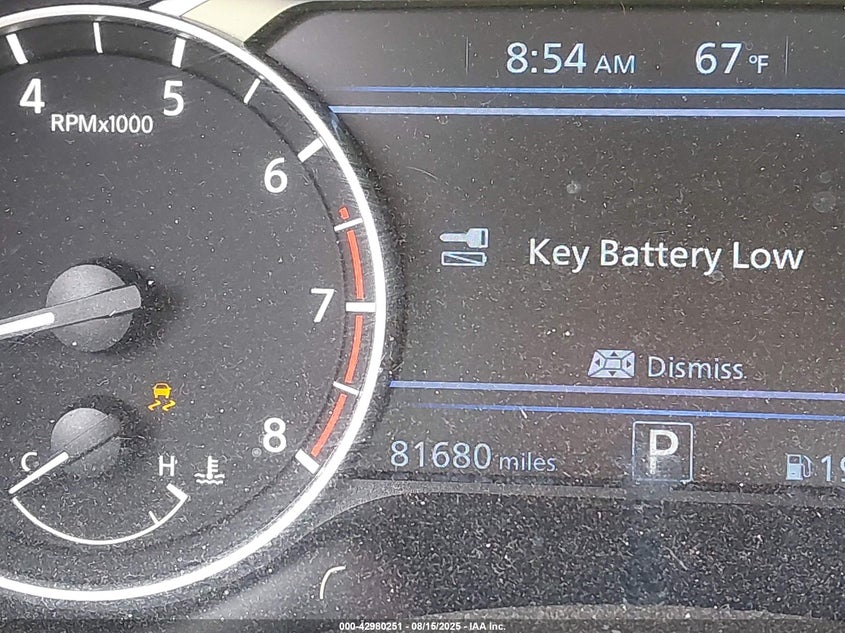 8:54 AM 67°F
4 5
RPMx1000
6
Key Battery Low
7
Dismiss
8
C H
81680 miles P
000-42980251 - 08/15/2025 - IAA Inc.